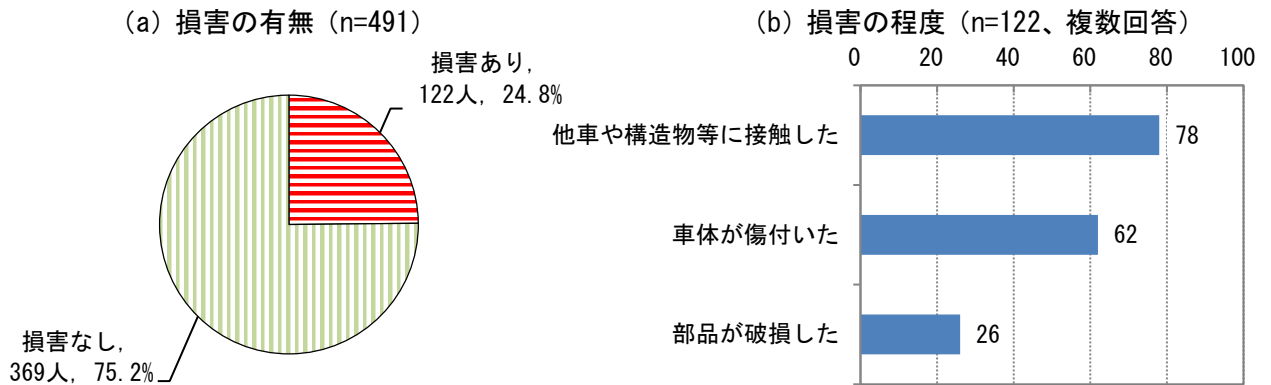 (a) 損害の有無 (n=491)
損害あり,
122人, 24.8%
損害なし,
369人, 75.2%
(b) 損害の程度 (n=122、複数回答)
0 20 40 60 80 100
他車や構造物等に接触した 78
車体が傷付いた 62
部品が破損した 26